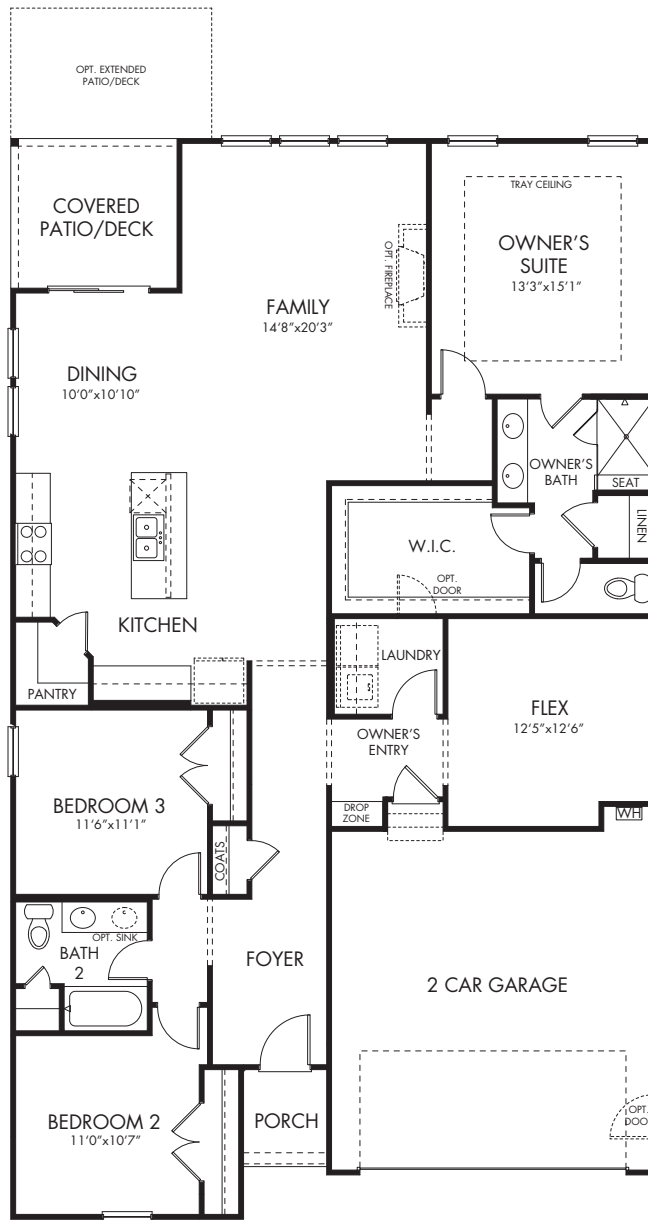 OPT. EXTENDED
PATIO/DECK
COVERED
PATIO/DECK
TRAY CEILING
OWNER'S
SUITE
13'3"x15'1"
OPT. FIREPLACE
FAMILY
14'8"x20'3"
DINING
10'0"x10'10"
OWNER'S
BATH
SEAT
LINEN
W.I.C.
OPT.
DOOR
KITCHEN
PANTRY
LAUNDRY
FLEX
12'5"x12'6"
OWNER'S
ENTRY
DROP
ZONE
WH
BEDROOM 3
11'6"x11'1"
COATS
OPT. SINK
BATH
2
FOYER
2 CAR GARAGE
BEDROOM 2
11'0"x10'7"
PORCH
OPT.
DOO